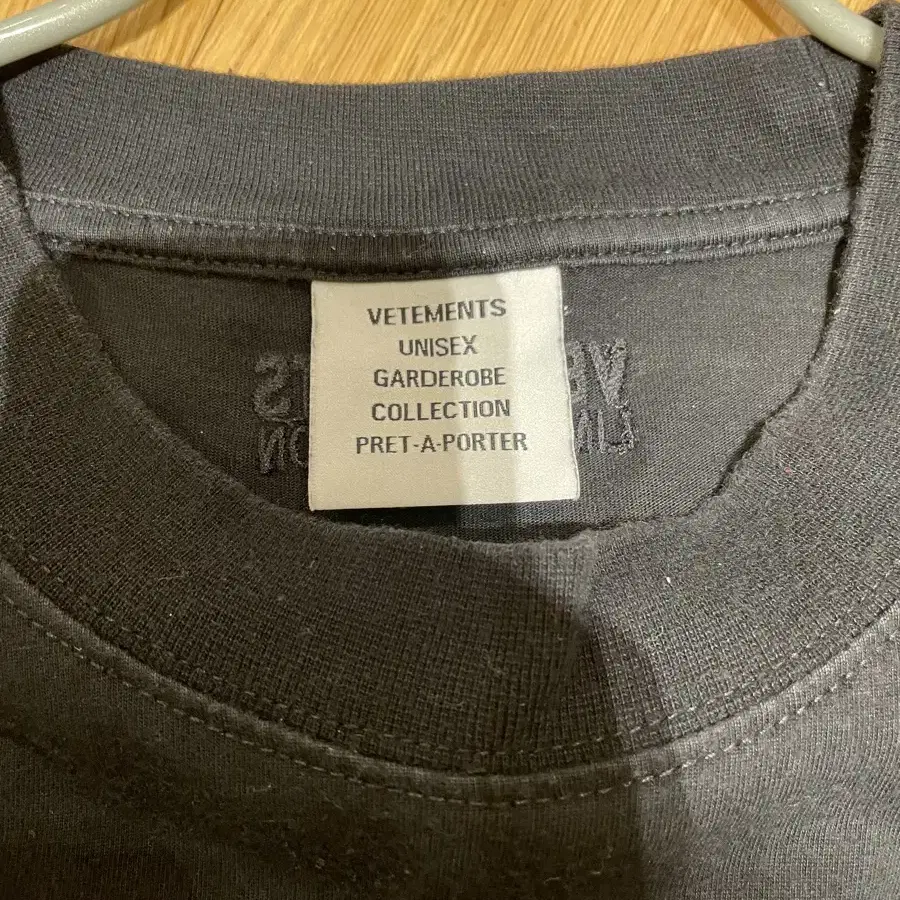 VETEMENTS
UNISEX
GARDEROBE
COLLECTION
PRET-A-PORTER